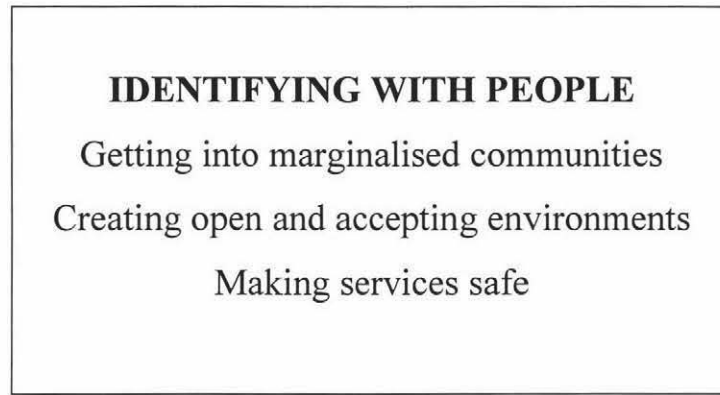 IDENTIFYING WITH PEOPLE
Getting into marginalised communities
Creating open and accepting environments
Making services safe